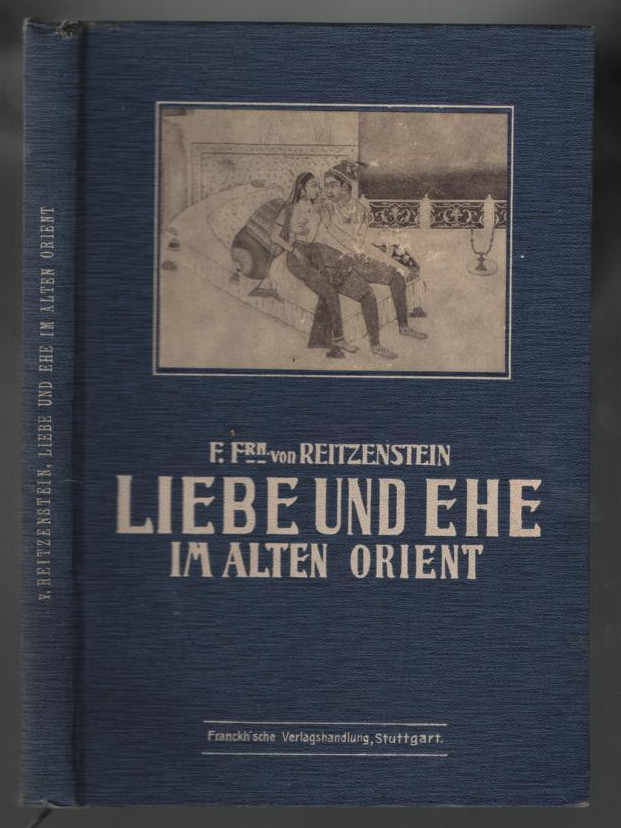 v. REITZENSTEIN, LIEBE UND EHE IM ALTEN ORIENT
F. FRH. von REITZENSTEIN
LIEBE UND EHE
IM ALTEN ORIENT
Franckh'sche Verlagshandlung, Stuttgart.